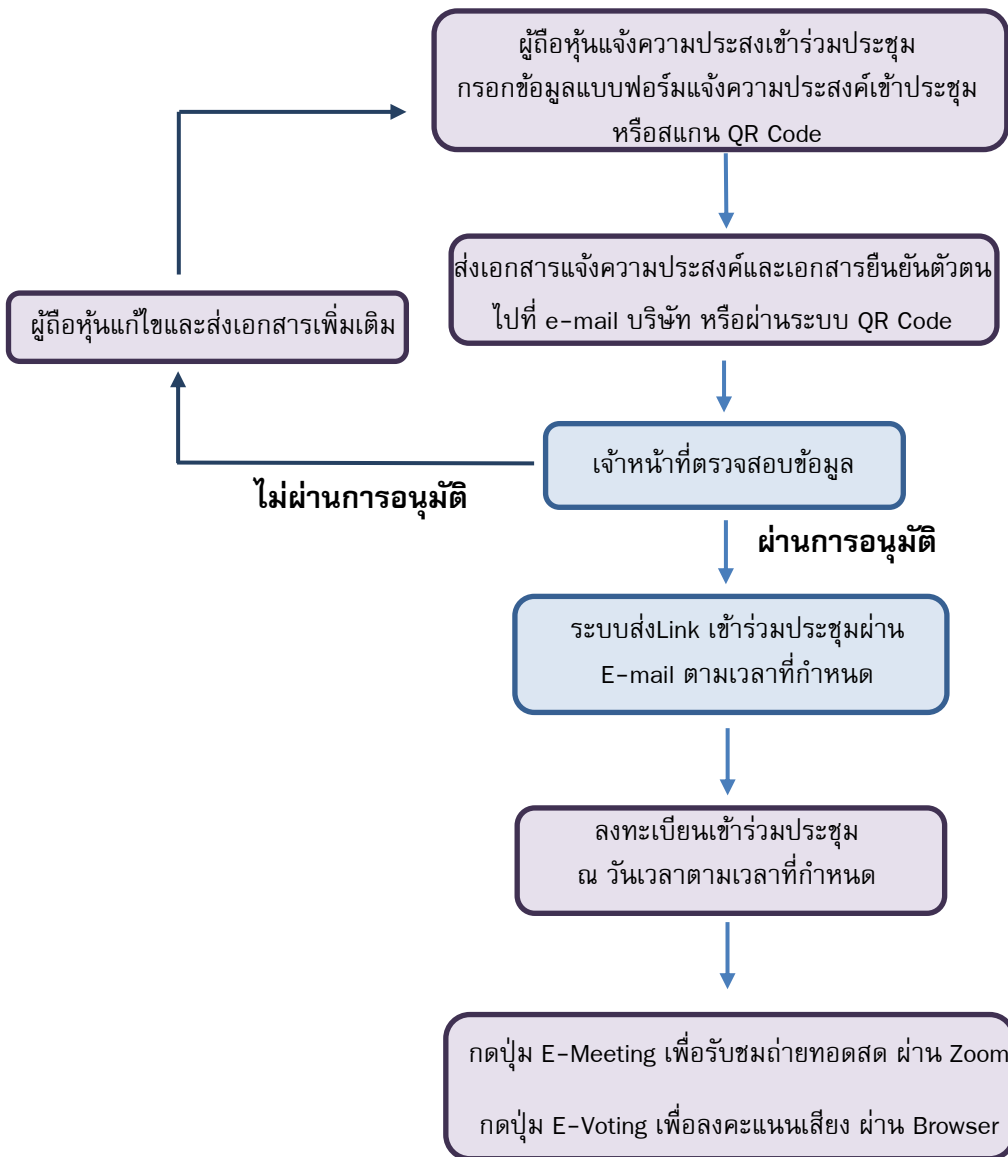 ผู้ถือหุ้นแจ้งความประสงเข้าร่วมประชุม
กรอกข้อมูลแบบฟอร์มแจ้งความประสงค์เข้าประชุม
หรือสแกน QR Code
ส่งเอกสารแจ้งความประสงค์และเอกสารยืนยันตัวตน
ไปที่ e-mail บริษัท หรือผ่านระบบ QR Code
ผู้ถือหุ้นแก้ไขและส่งเอกสารเพิ่มเติม
เจ้าหน้าที่ตรวจสอบข้อมูล
ไม่ผ่านการอนุมัติ
ผ่านการอนุมัติ
ระบบส่งLink เข้าร่วมประชุมผ่าน
E-mail ตามเวลาที่กำหนด
ลงทะเบียนเข้าร่วมประชุม
ณ วันเวลาตามเวลาที่กำหนด
กดปุ่ม E-Meeting เพื่อรับชมถ่ายทอดสด ผ่าน Zoom
กดปุ่ม E-Voting เพื่อลงคะแนนเสียง ผ่าน Browser